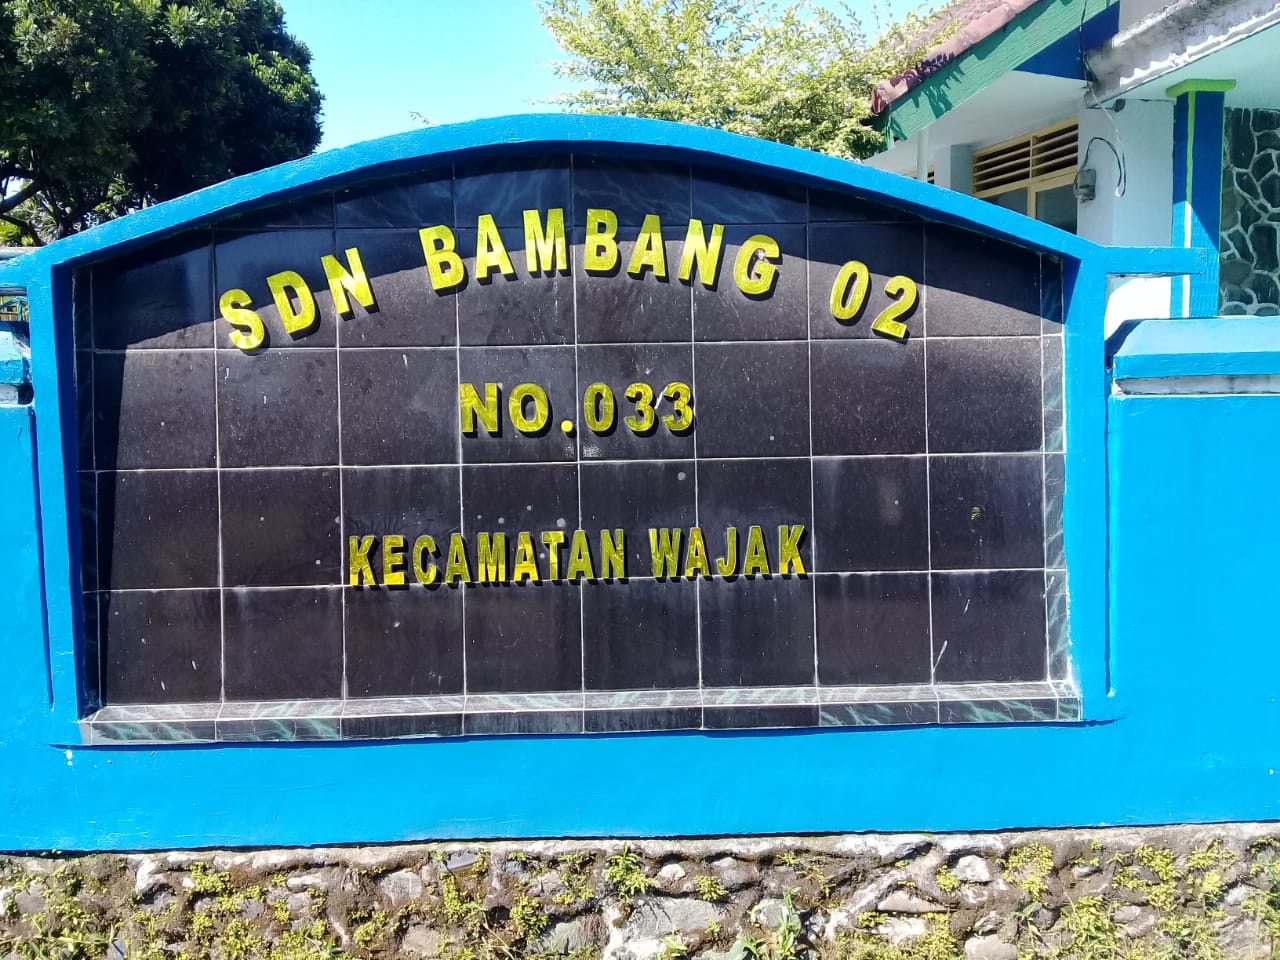 SDN BAMBANG 02
NO.033
KECAMATAN WAJAK